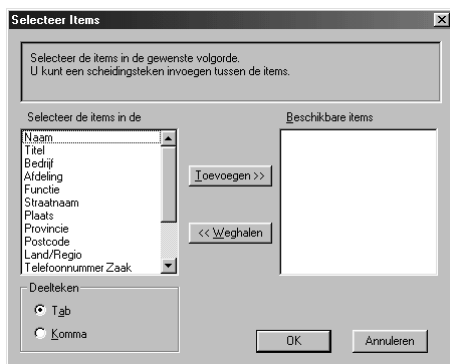 Selecteer Items
Selecteer de items in de gewenste volgorde.
U kunt een scheidingsteken invoegen tussen de items.
Selecteer de items in de
Beschikbare items
Naam
Titel
Bedrijf
Afdeling
Functie
Straatnaam
Plaats
Provincie
Postcode
Land/Regio
Telefoonnummer Zaak
Toevoegen >>
<< Weghalen
Deelteken
Tab
Komma
OK
Annuleren